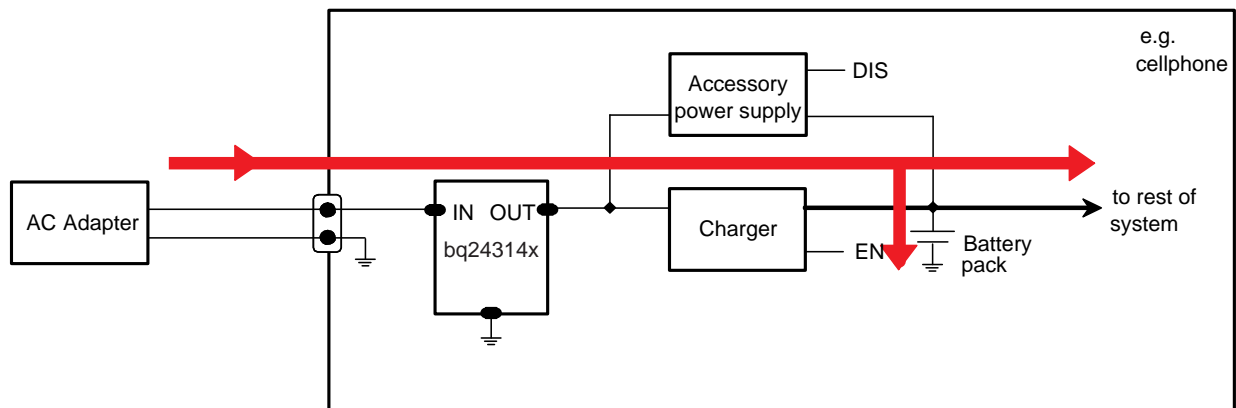 e.g.
cellphone
Accessory
power supply
DIS
AC Adapter
IN OUT
bq24314x
Charger
EN
to rest of
system
Battery
pack